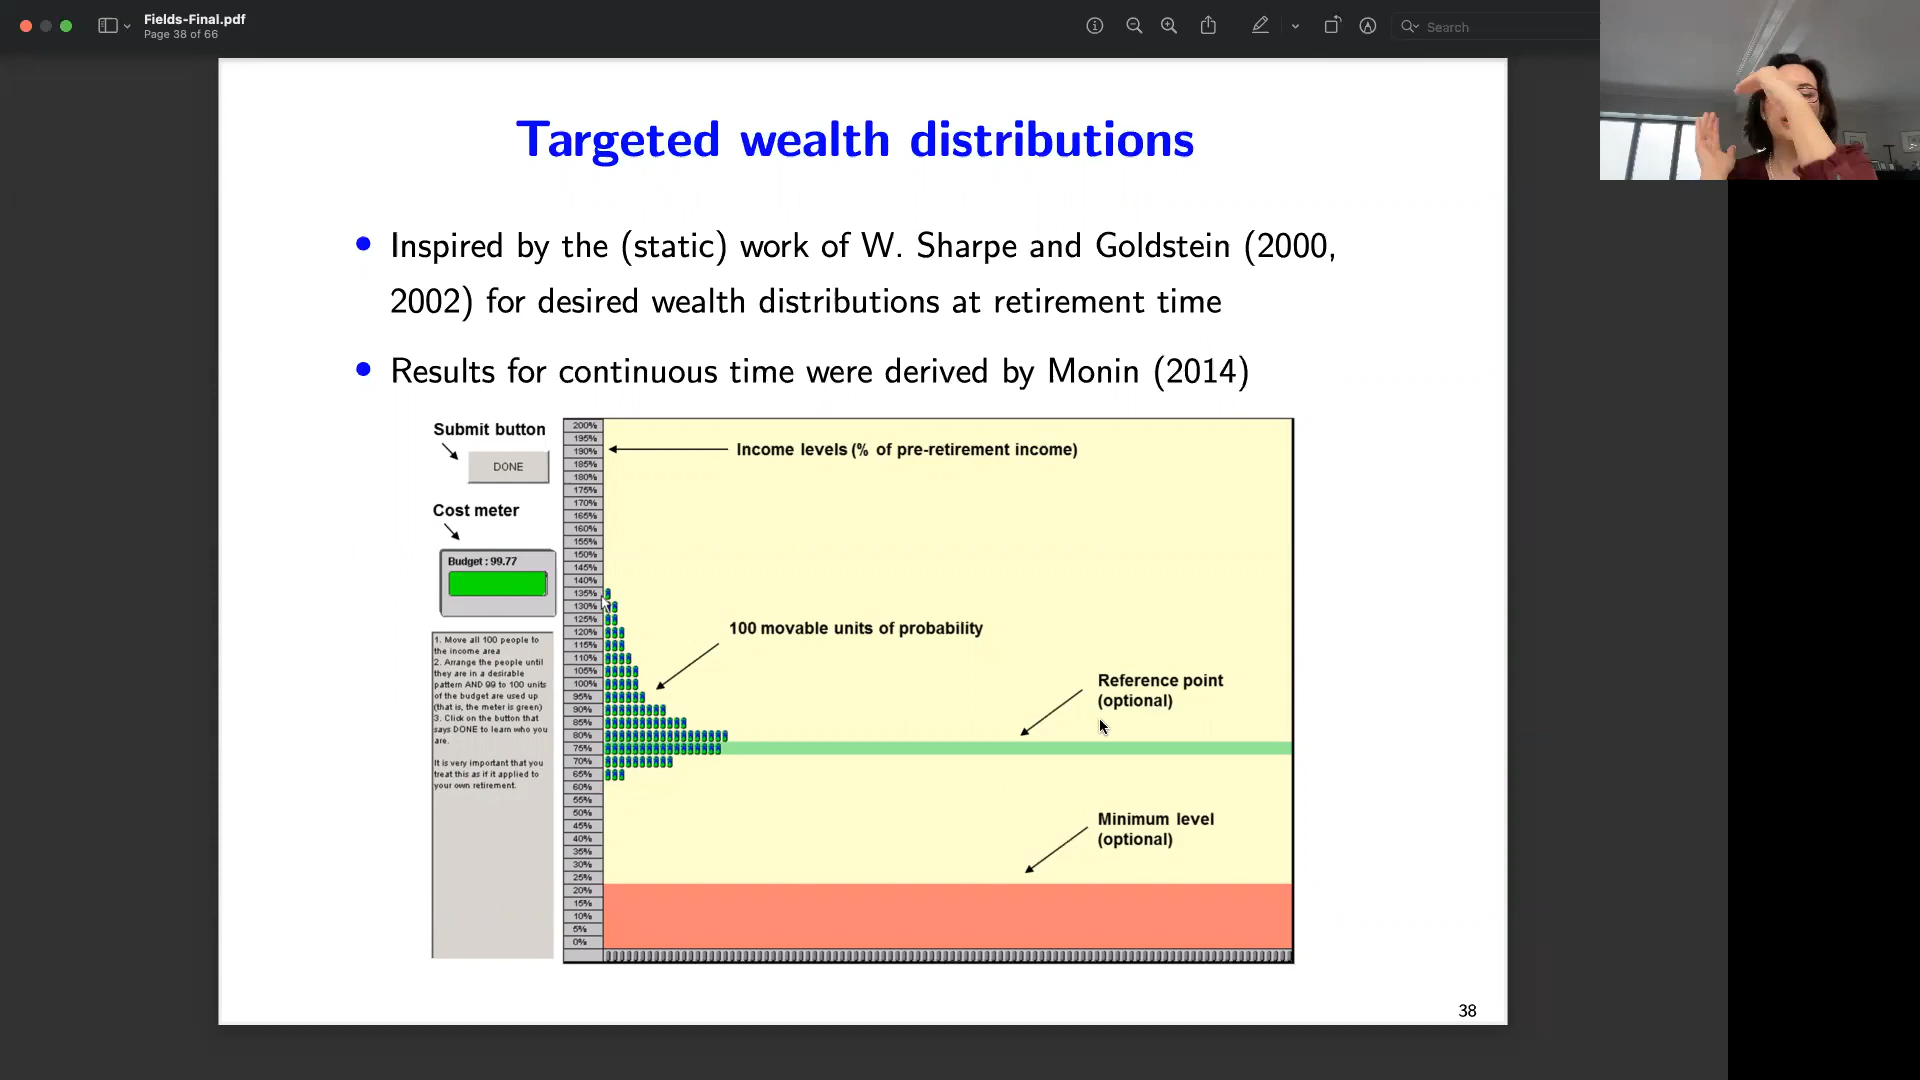 Fields-Final.pdf
Page 38 of 66
Search
Targeted wealth distributions
Inspired by the (static) work of W. Sharpe and Goldstein (2000,
2002) for desired wealth distributions at retirement time
Results for continuous time were derived by Monin (2014)
Submit button
DONE
Cost meter
Budget : 99.77
1. Move all 100 people to
the income area
2. Arrange the people until
they are in a desirable
pattern AND 99 to 100 units
of the budget are used up
(that is, the meter is green)
3. Click on the button that
says DONE to learn who you
are.
It is very important that you
treat this as if it applied to
your own retirement.
200%
195%
190%
185%
180%
175%
170%
165%
160%
155%
150%
145%
140%
135%
130%
125%
120%
115%
110%
105%
100%
95%
90%
85%
80%
75%
70%
65%
60%
55%
50%
45%
40%
35%
30%
25%
20%
15%
10%
5%
0%
Income levels (% of pre-retirement income)
100 movable units of probability
Reference point
(optional)
Minimum level
(optional)
38